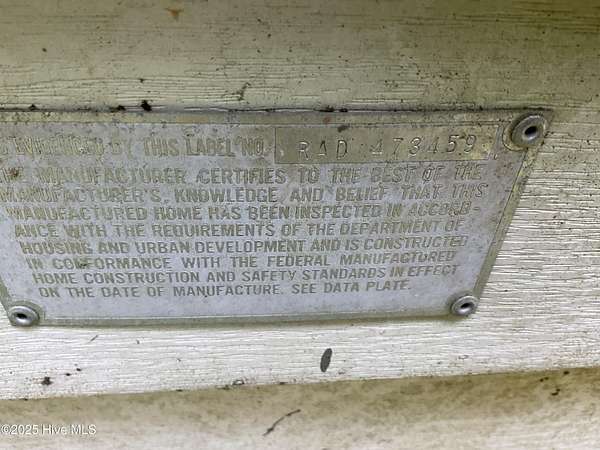 EVIDENCED BY THIS LABEL NO. RAD 473459
MANUFACTURER CERTIFIES TO THE BEST OF THE
MANUFACTURER'S, KNOWLEDGE, AND BELIEF THAT THIS
MANUFACTURED HOME HAS BEEN INSPECTED IN ACCORD-
ANCE WITH THE REQUIREMENTS OF THE DEPARTMENT OF
HOUSING AND URBAN DEVELOPMENT AND IS CONSTRUCTED
IN CONFORMANCE WITH THE FEDERAL MANUFACTURED
HOME CONSTRUCTION AND SAFETY STANDARDS IN EFFECT
ON THE DATE OF MANUFACTURE. SEE DATA PLATE.
©2025 Hive MLS